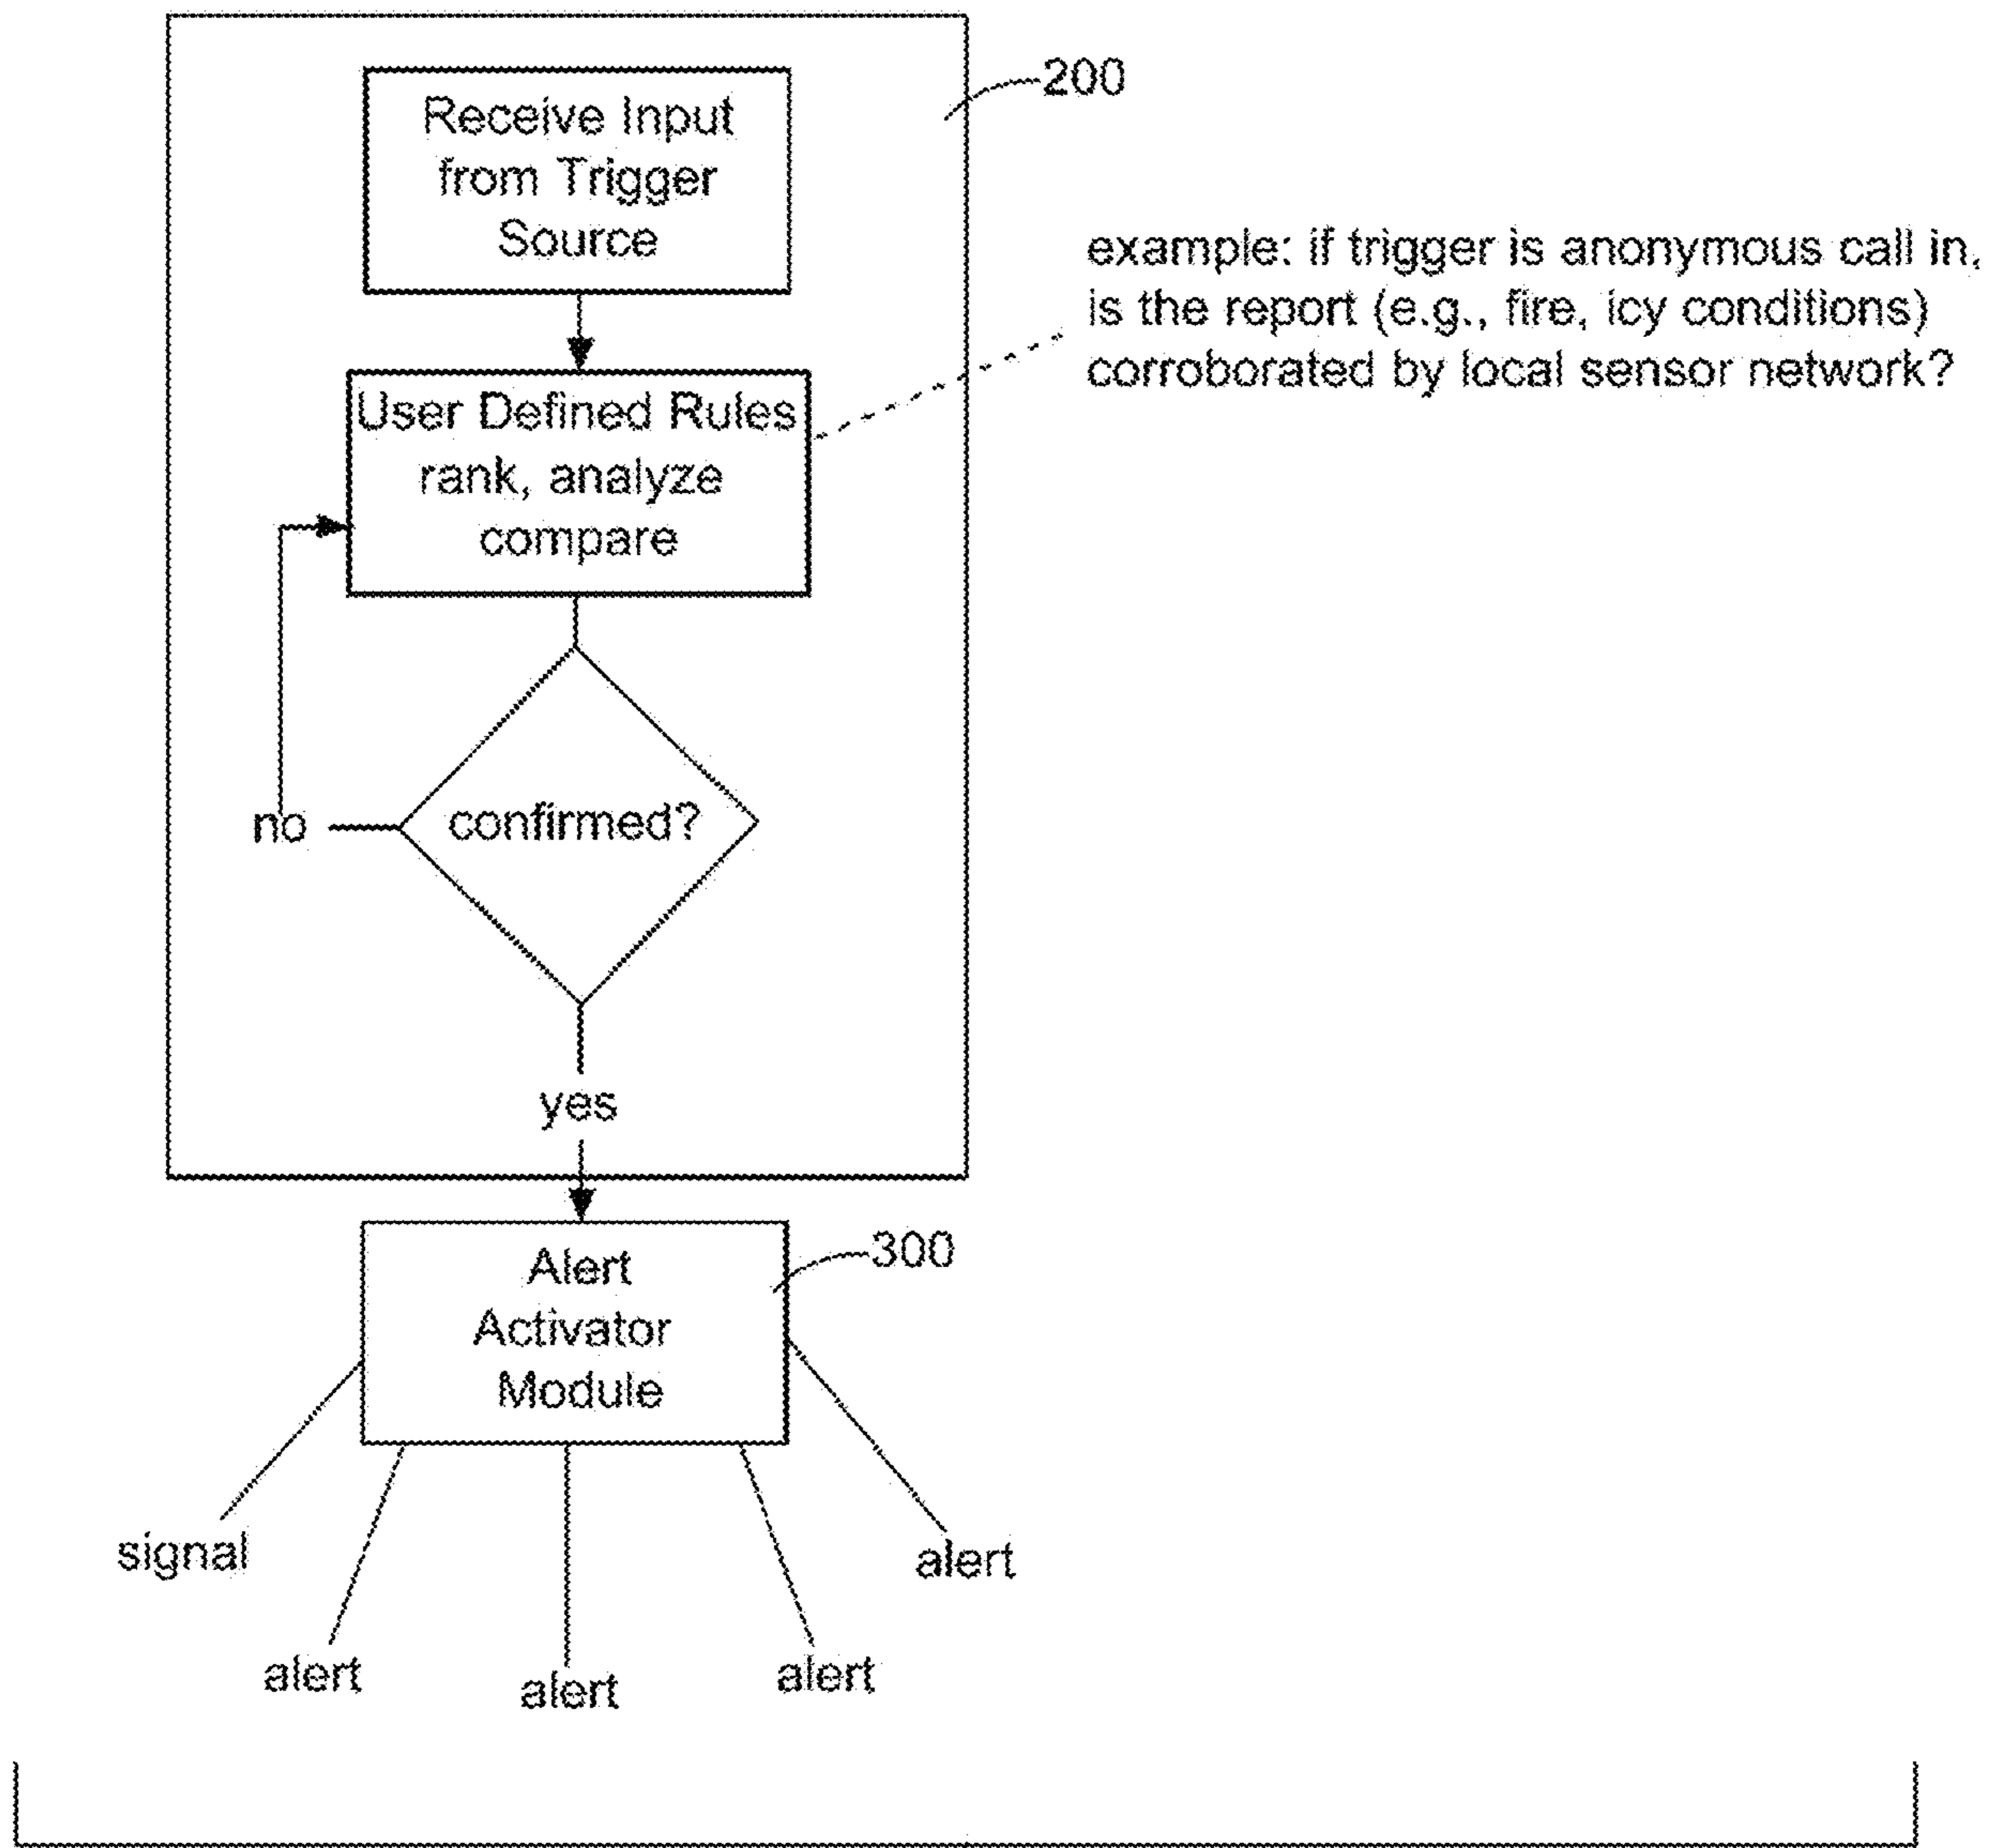 200
Receive Input
from Trigger
Source
example: if trigger is anonymous call in,
is the report (e.g., fire, icy conditions)
corroborated by local sensor network?
User Defined Rules
rank, analyze
compare
confirmed?
no
yes
300
Alert
Activator
Module
signal
alert
alert
alert
alert